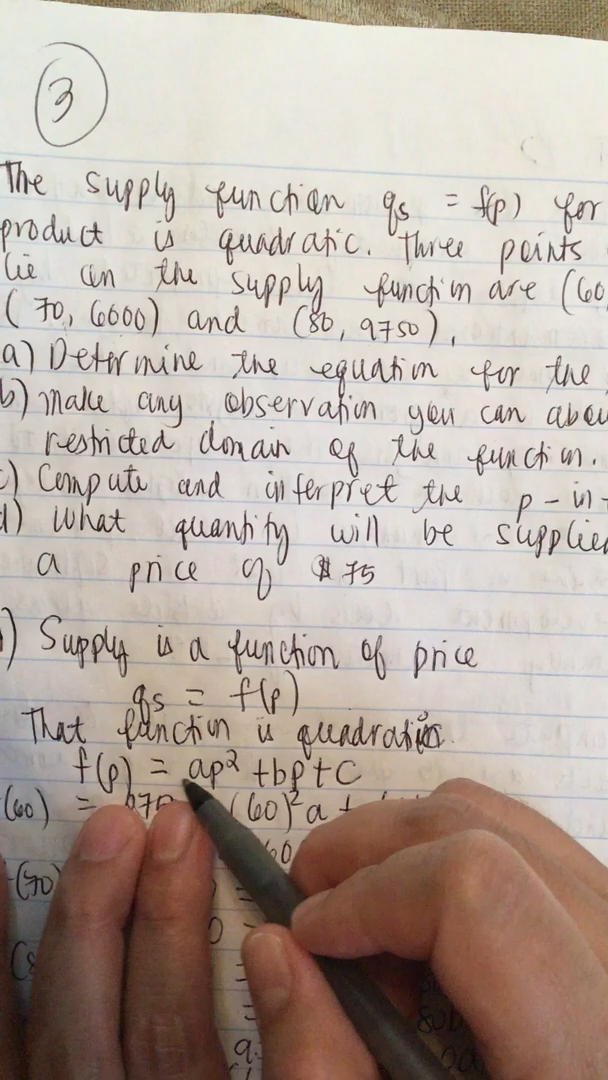 3
The supply function qs = f(p) for
product is quadratic. Three points
lie on the supply function are (60,
(70, 6000) and (80, 9750),
a) Determine the equation for the
b) make any observation you can abou
restricted domain of the function.
c) Compute and interpret the p-in
d) What quantity will be supplied
a price of $75
) Supply is a function of price
qs = f(p)
That function is quadratic
f(p) = ap² + bp + C
(60) = (60)²a +
(70) =